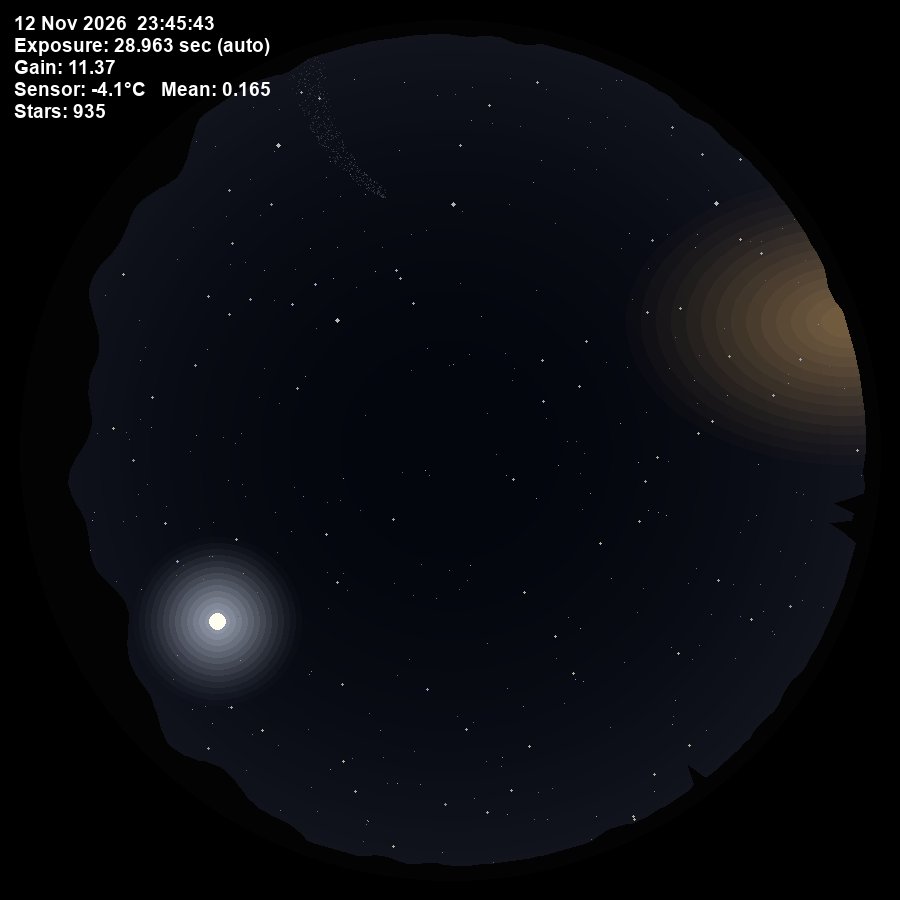 12 Nov 2026  23:45:43
Exposure: 28.963 sec (auto)
Gain: 11.37
Sensor: -4.1°C   Mean: 0.165
Stars: 935